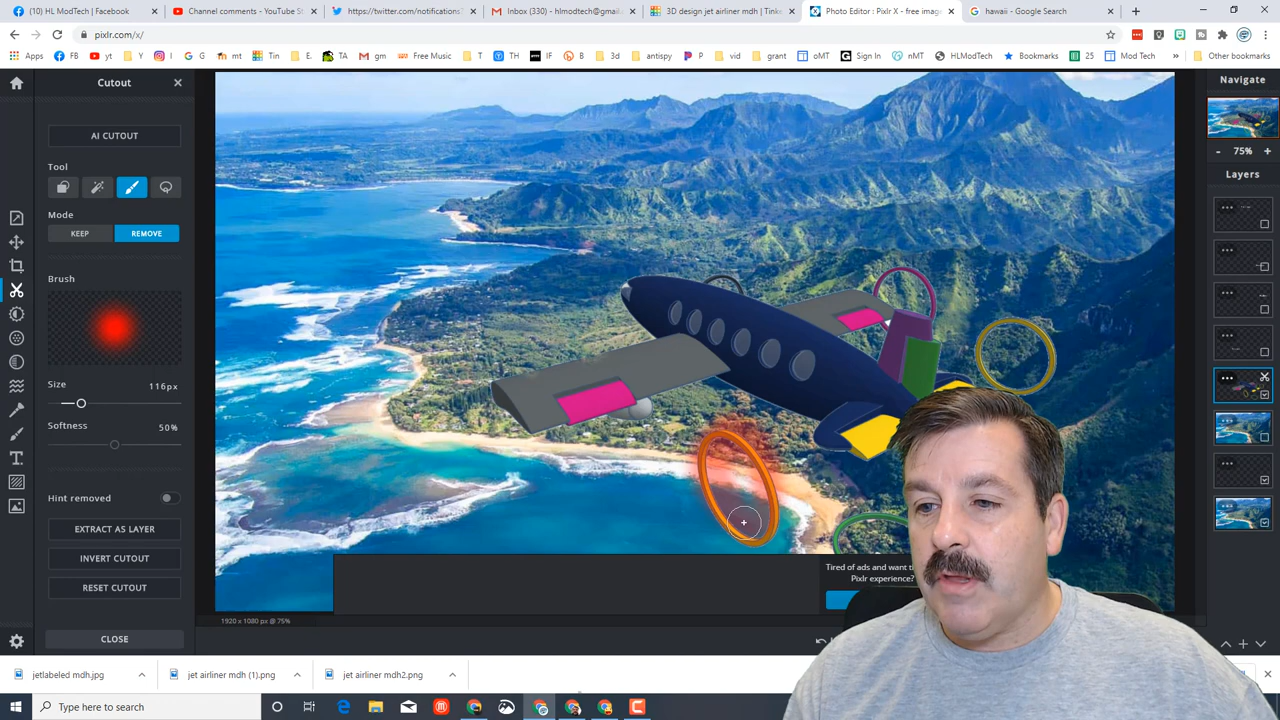 (10) HL ModTech | Facebook
Channel comments - YouTube S
https://twitter.com/notifications?
Inbox (330) - hlmodtech@gmai
3D design jet airliner mdh | Tink
Photo Editor : Pixlr X - free imag
hawaii - Google Search
pixlr.com/x/
Apps FB yt Y I mt Tin E TA gm Free Music T TH IF B 3d antispy P vid grant oMT Sign In nMT HLModTech Bookmarks 25 Mod Tech Other bookmarks
Cutout
AI CUTOUT
Tool
Mode
KEEP REMOVE
Brush
Size 116px
Softness 50%
Hint removed
EXTRACT AS LAYER
INVERT CUTOUT
RESET CUTOUT
CLOSE
Navigate
- 75% +
Layers
Tired of ads and want
Pixlr experience?
1920 x 1080 px @ 75%
jetlabeled mdh.jpg
jet airliner mdh (1).png
jet airliner mdh2.png
Type here to search